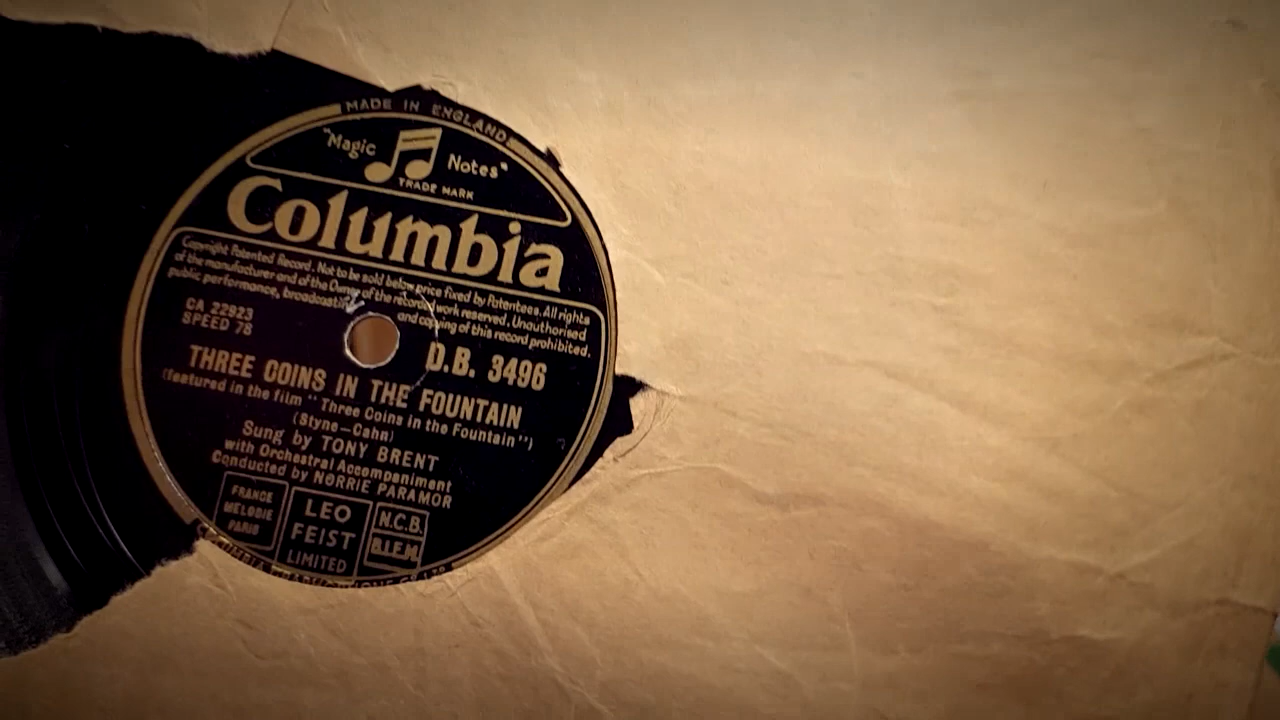 MADE IN ENGLAND
"Magic Notes"
TRADE MARK
Columbia
Copyright Patented Record. Not to be sold below price fixed by Patentees. All rights
of the manufacturer and of the Owner of the recorded work reserved. Unauthorised
public performance, broadcasting and copying of this record prohibited.
CA 22923
SPEED 78
D.B. 3496
THREE COINS IN THE FOUNTAIN
(featured in the film "Three Coins in the Fountain")
(Styne—Cahn)
Sung by TONY BRENT
with Orchestral Accompaniment
Conducted by NORRIE PARAMOR
FRANCE
MELODIE
PARIS
LEO
FEIST
LIMITED
N.C.B.
B.I.E.M.